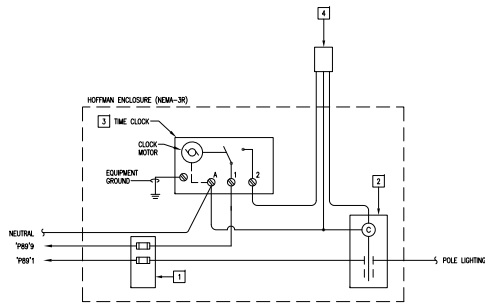 4
HOFFMAN ENCLOSURE (NEMA-3R)
3 TIME CLOCK
CLOCK
MOTOR
2
EQUIPMENT
GROUND
A 1 2
C
NEUTRAL
'P89'9
'P89'1
POLE LIGHTING
1